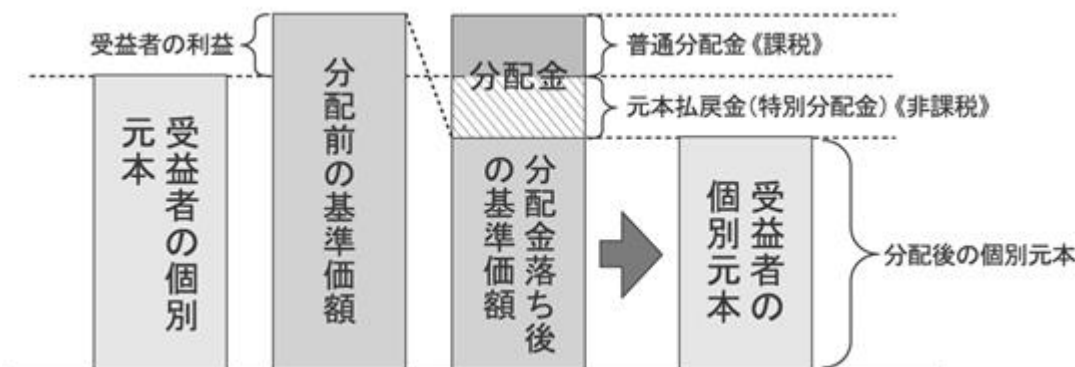 受益者の利益
受益者の個別
元本
分配前の基準価額
分配金
分配金落ち後
の基準価額
普通分配金《課税》
元本払戻金(特別分配金)《非課税》
受益者の
個別元本
分配後の個別元本